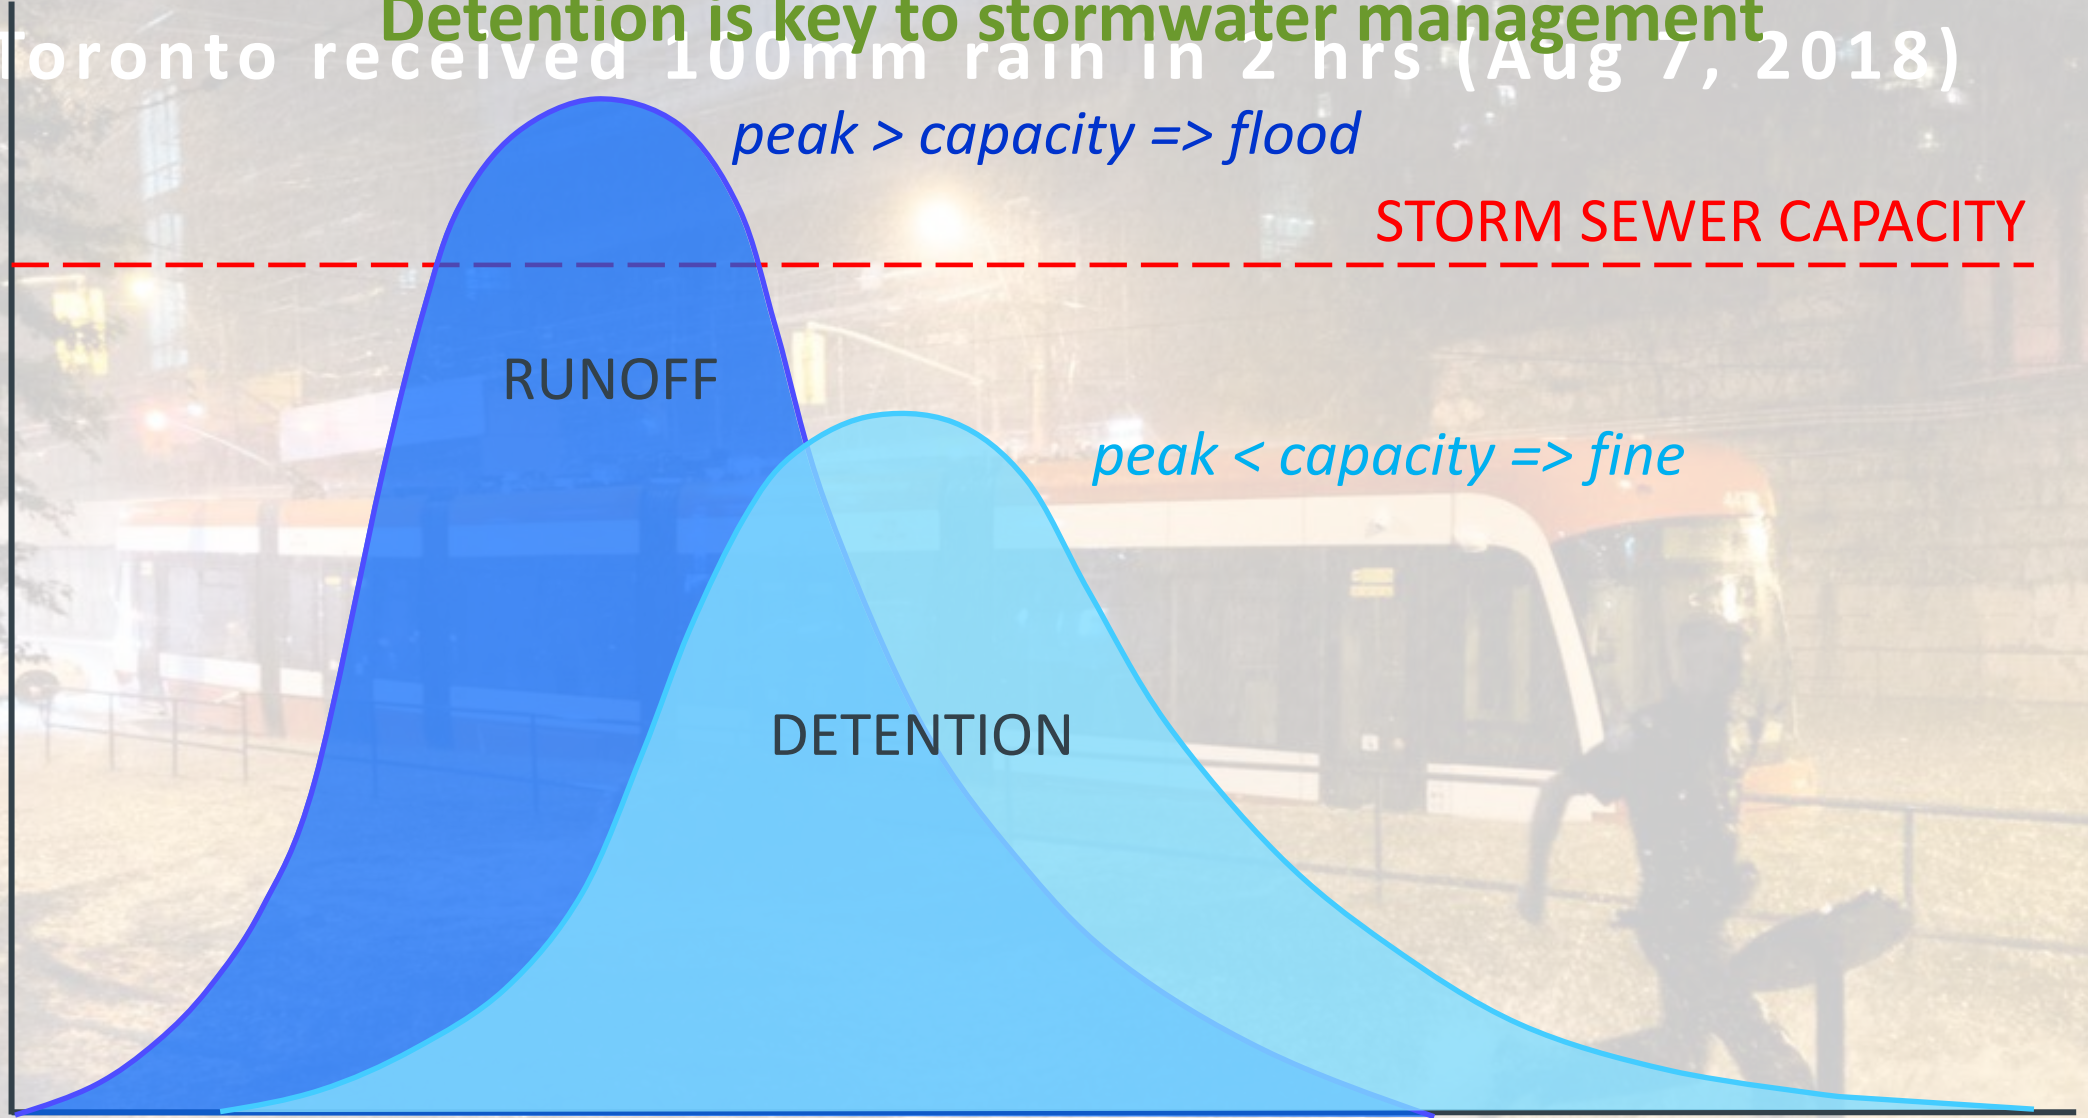 Detention is key to stormwater management
Toronto received 100mm rain in 2 hrs (Aug 7, 2018)
peak > capacity => flood
STORM SEWER CAPACITY
RUNOFF
peak < capacity => fine
DETENTION